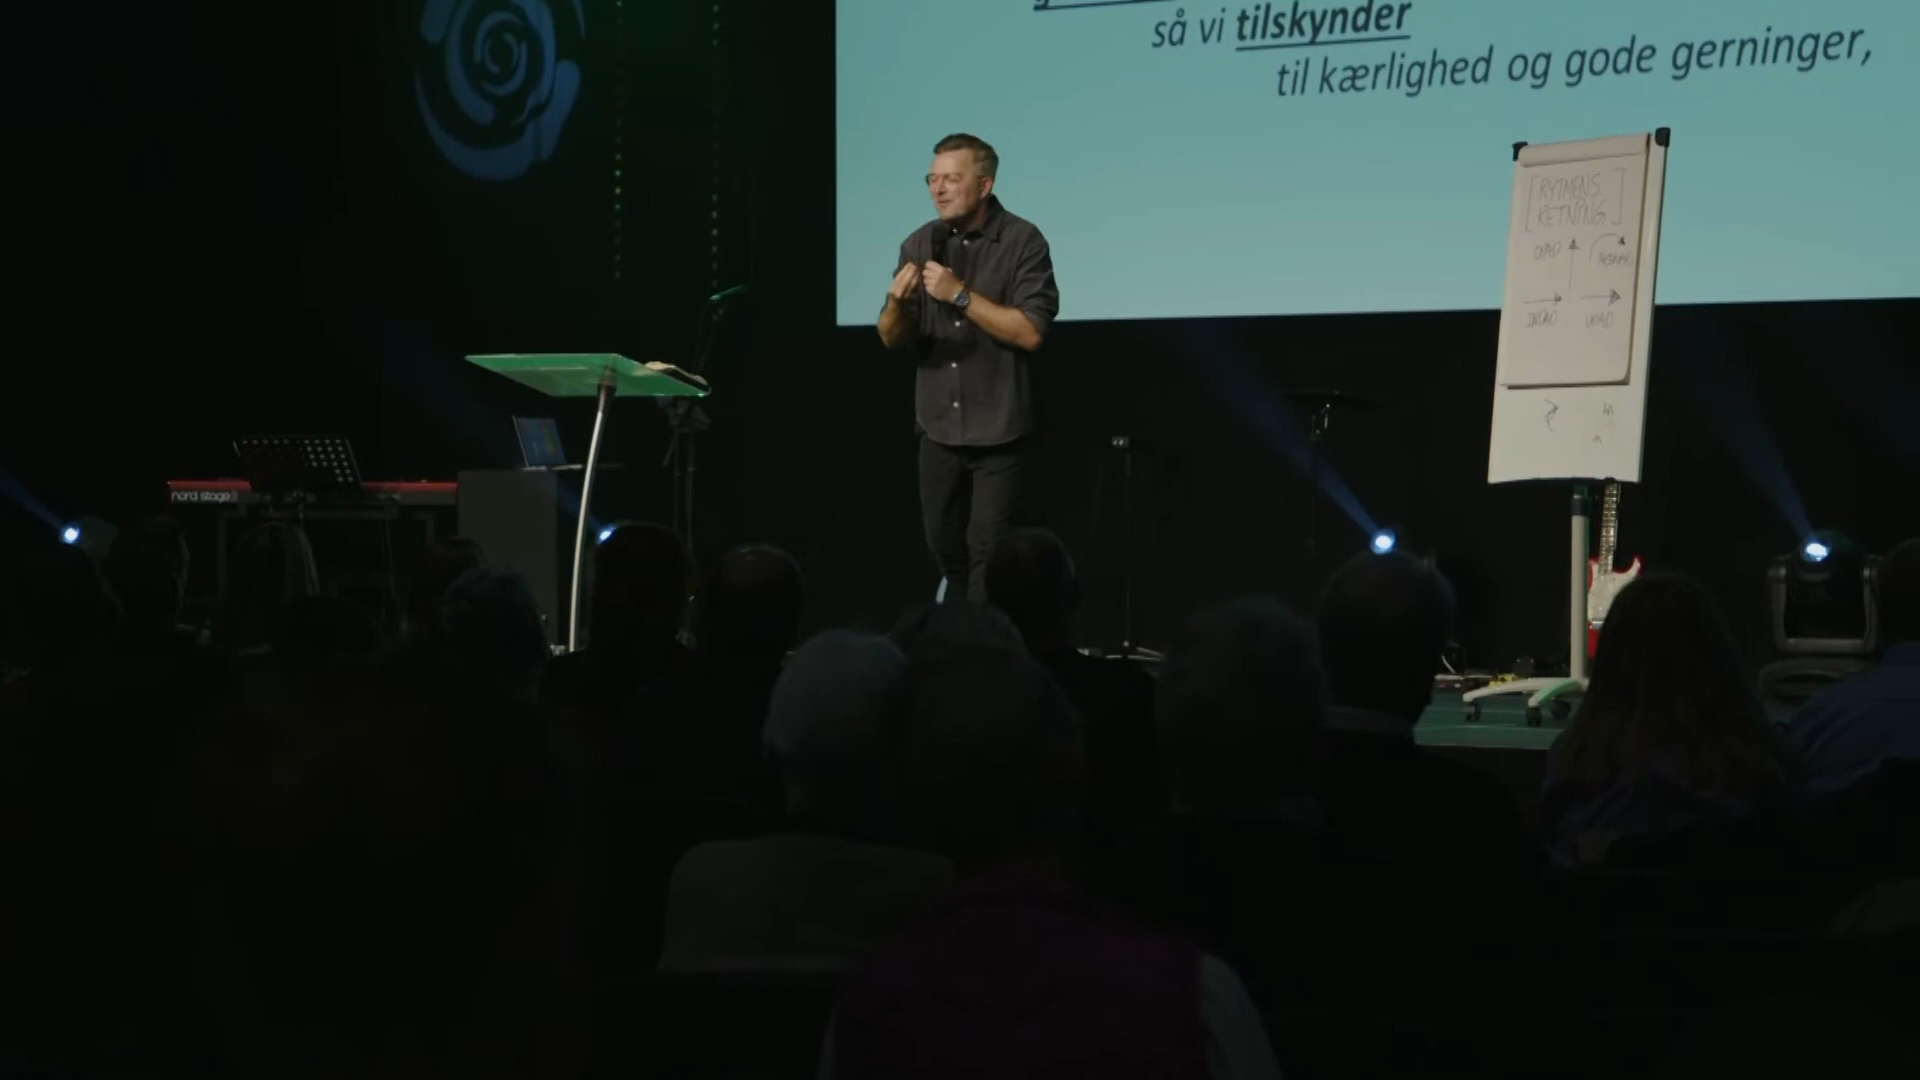 så vi tilskynder
til kærlighed og gode gerninger,
[RYTMENS
RETNING]
OPAD
INDAD UDAD
nord stage